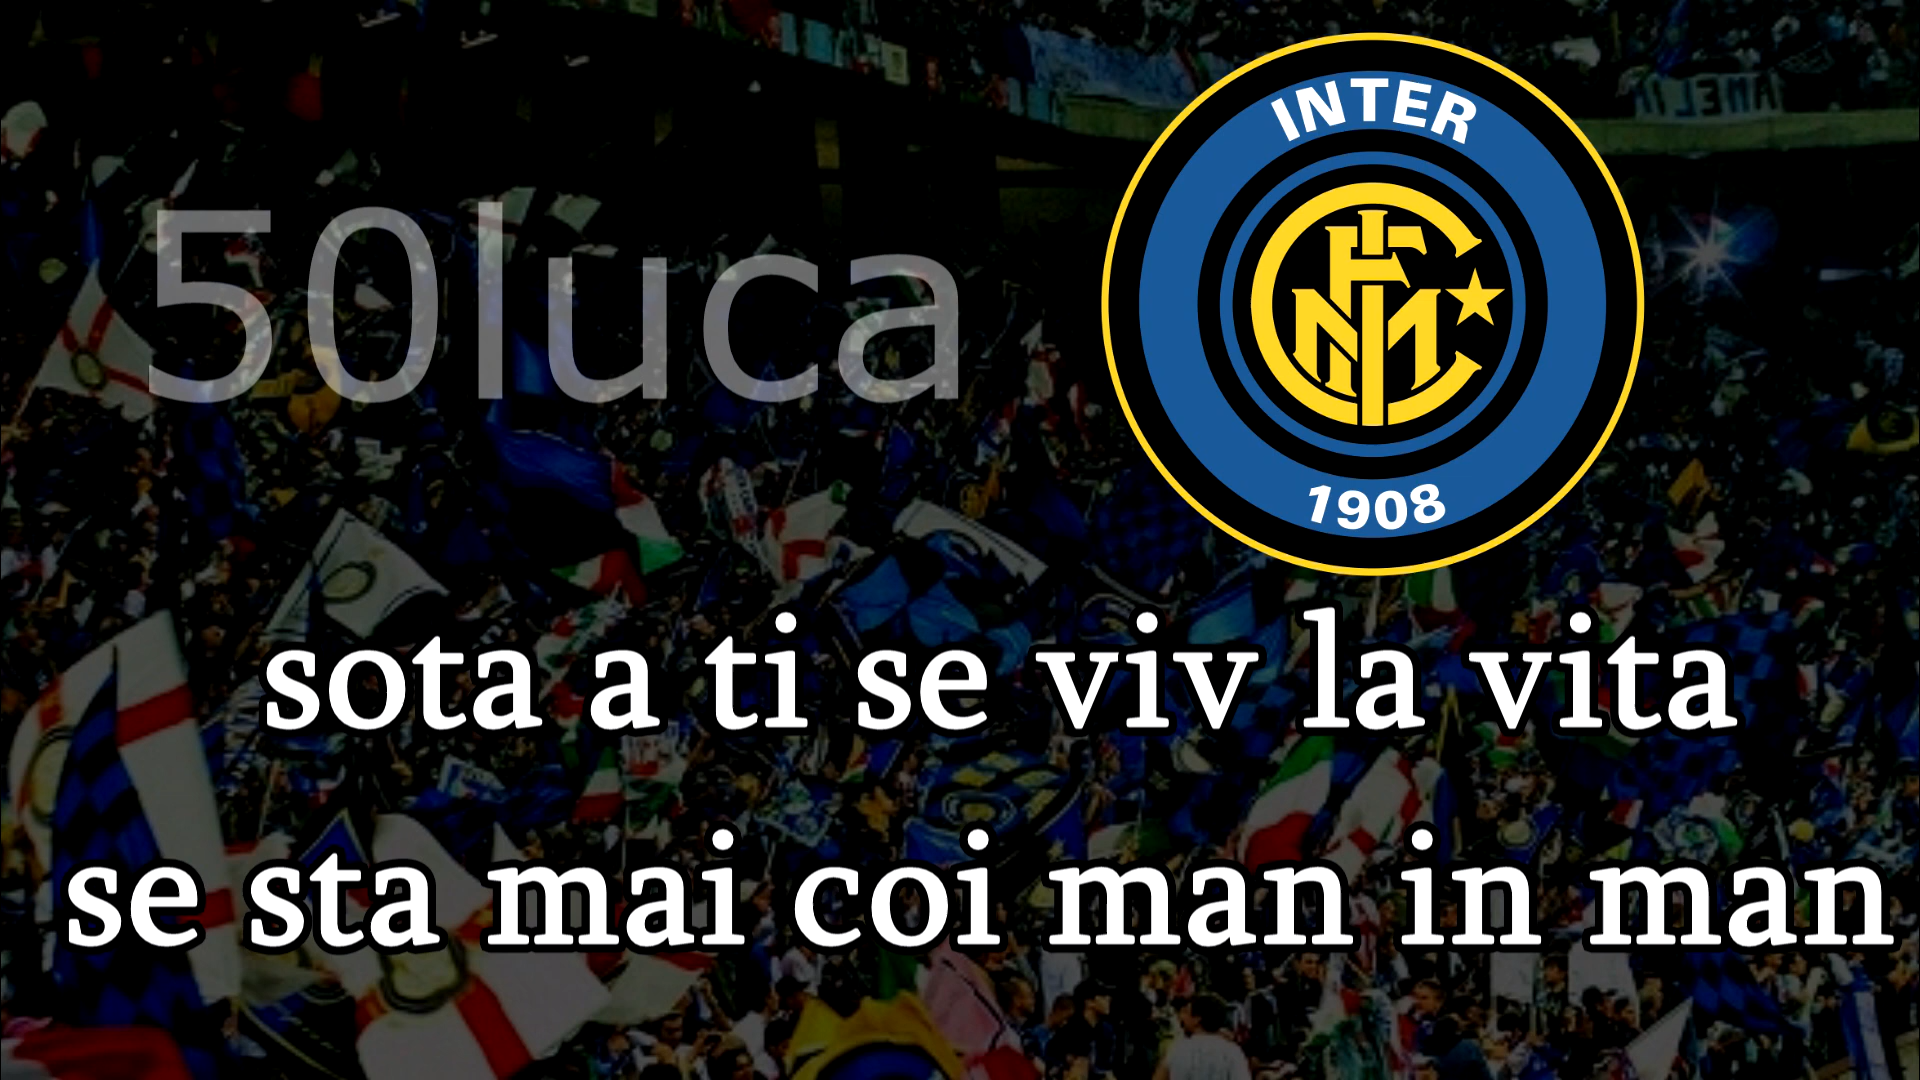 INTER
50luca
1908
sota a ti se viv la vita
se sta mai coi man in man